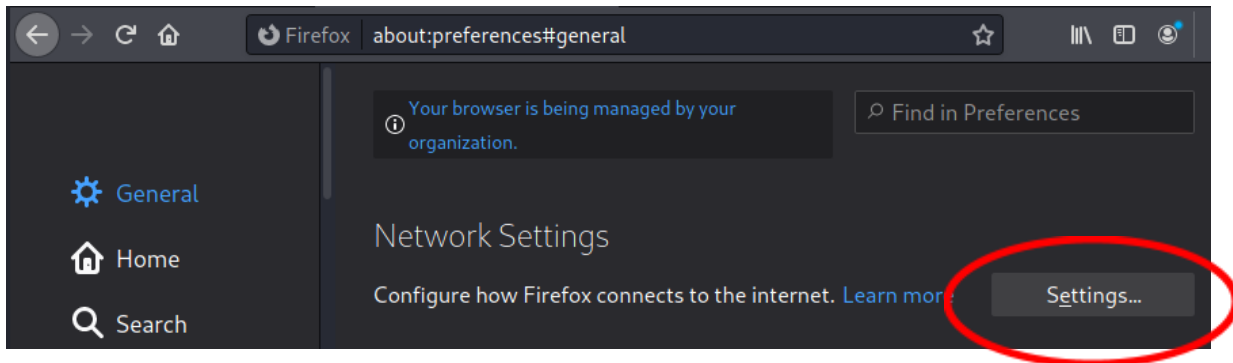 Firefox about:preferences#general
Your browser is being managed by your
organization.
Find in Preferences
General
Home
Search
Network Settings
Configure how Firefox connects to the internet. Learn more
Settings...